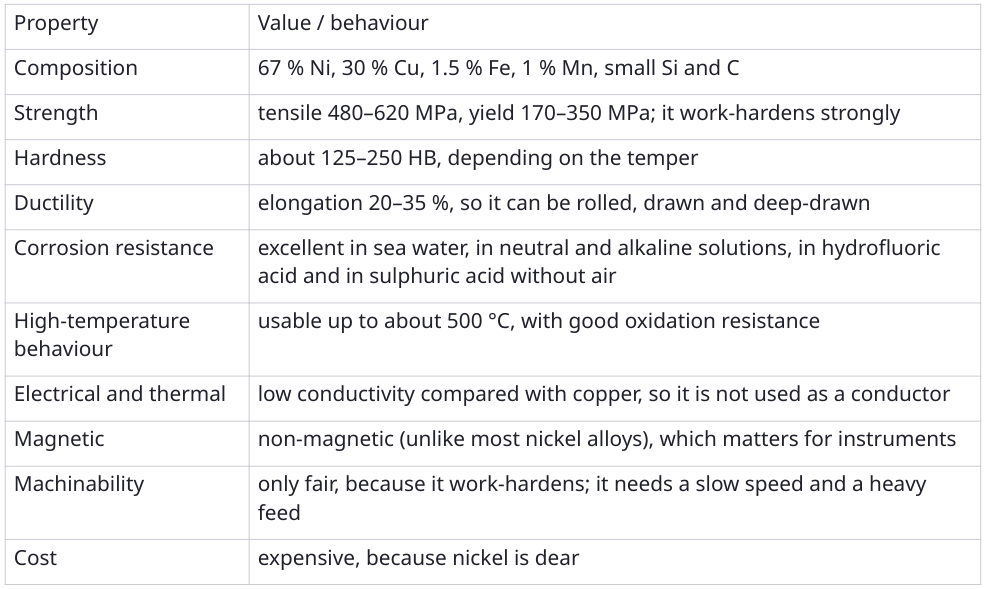 Property
Value / behaviour
Composition
67 % Ni, 30 % Cu, 1.5 % Fe, 1 % Mn, small Si and C
Strength
tensile 480–620 MPa, yield 170–350 MPa; it work-hardens strongly
Hardness
about 125–250 HB, depending on the temper
Ductility
elongation 20–35 %, so it can be rolled, drawn and deep-drawn
Corrosion resistance
excellent in sea water, in neutral and alkaline solutions, in hydrofluoric
acid and in sulphuric acid without air
High-temperature
behaviour
usable up to about 500 °C, with good oxidation resistance
Electrical and thermal
low conductivity compared with copper, so it is not used as a conductor
Magnetic
non-magnetic (unlike most nickel alloys), which matters for instruments
Machinability
only fair, because it work-hardens; it needs a slow speed and a heavy
feed
Cost
expensive, because nickel is dear